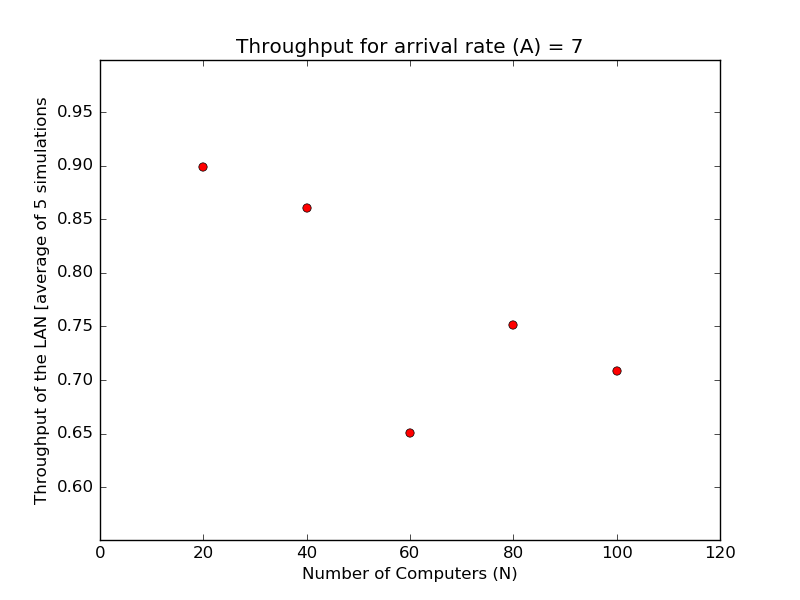 Throughput for arrival rate (A) = 7
Throughput of the LAN [average of 5 simulations
0.95
0.90
0.85
0.80
0.75
0.70
0.65
0.60
0 20 40 60 80 100 120
Number of Computers (N)